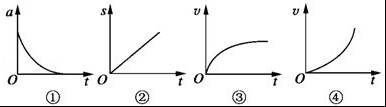 a s v v
O t O t O t O t
① ② ③ ④